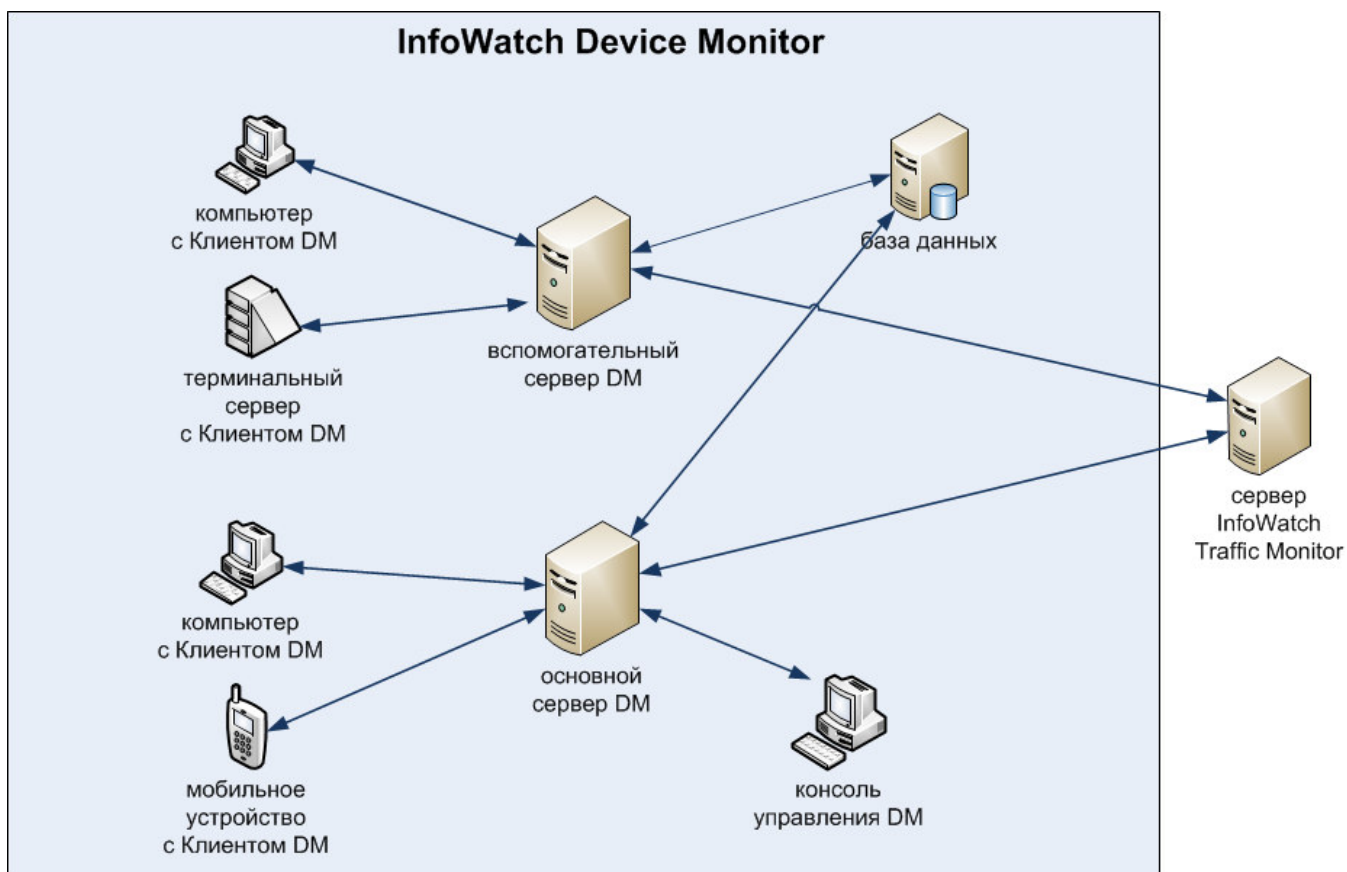 InfoWatch Device Monitor
компьютер
с Клиентом DM
база данных
вспомогательный
сервер DM
терминальный
сервер
с Клиентом DM
сервер
InfoWatch
Traffic Monitor
компьютер
с Клиентом DM
основной
сервер DM
мобильное
устройство
с Клиентом DM
консоль
управления DM